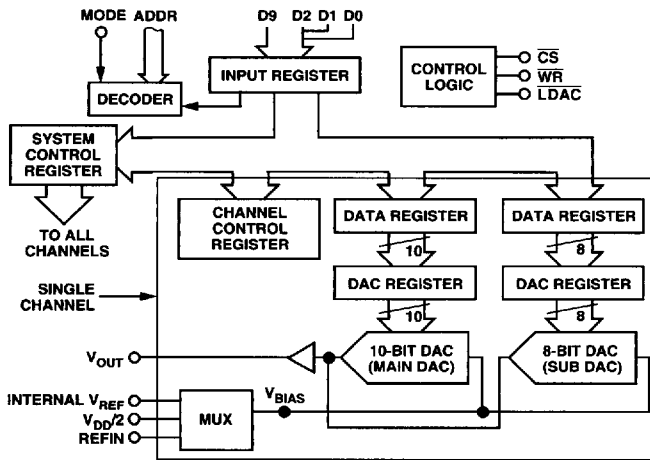 MODE ADDR D9 D2 D1 D0
INPUT REGISTER
CONTROL
LOGIC
CS
WR
LDAC
DECODER
SYSTEM
CONTROL
REGISTER
TO ALL
CHANNELS
CHANNEL
CONTROL
REGISTER
DATA REGISTER
DATA REGISTER
10
8
DAC REGISTER
DAC REGISTER
10
8
SINGLE
CHANNEL
10-BIT DAC
(MAIN DAC)
8-BIT DAC
(SUB DAC)
VOUT
INTERNAL VREF
VDD/2
REFIN
MUX
VBIAS